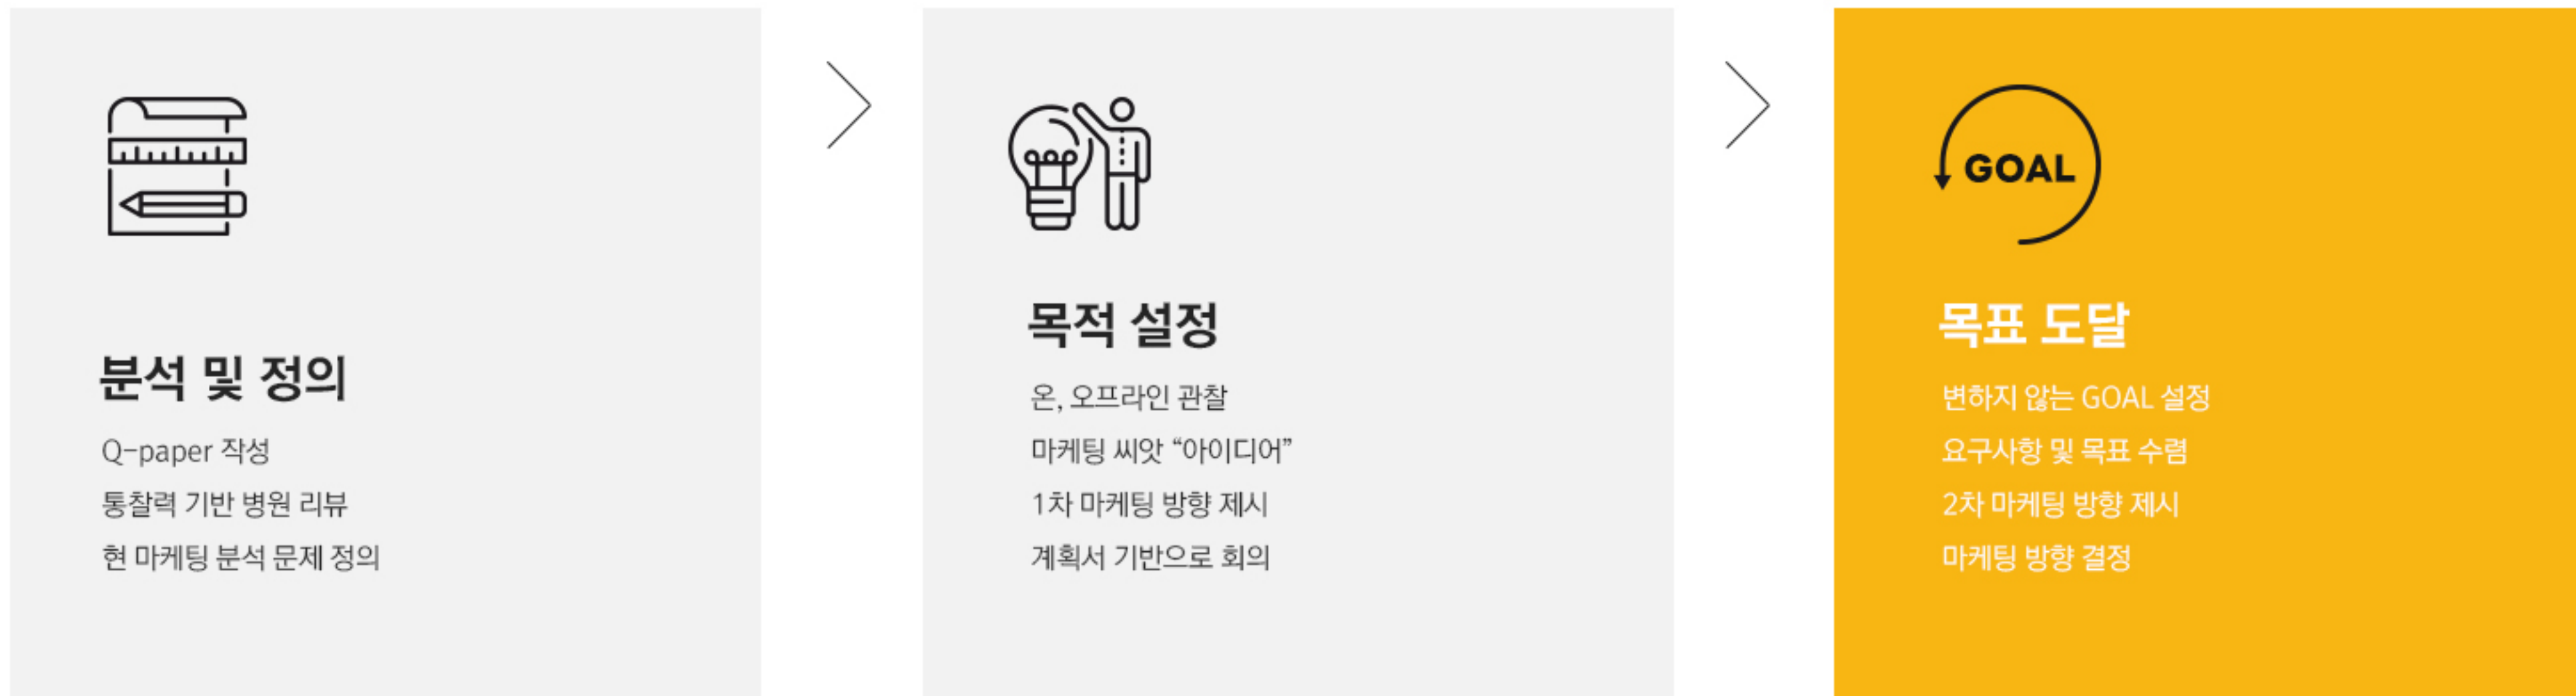 분석 및 정의
Q-paper 작성
통찰력 기반 병원 리뷰
현 마케팅 분석 문제 정의
목적 설정
온, 오프라인 관찰
마케팅 씨앗 “아이디어”
1차 마케팅 방향 제시
계획서 기반으로 회의
GOAL
목표 도달
변하지 않는 GOAL 설정
요구사항 및 목표 수렴
2차 마케팅 방향 제시
마케팅 방향 결정